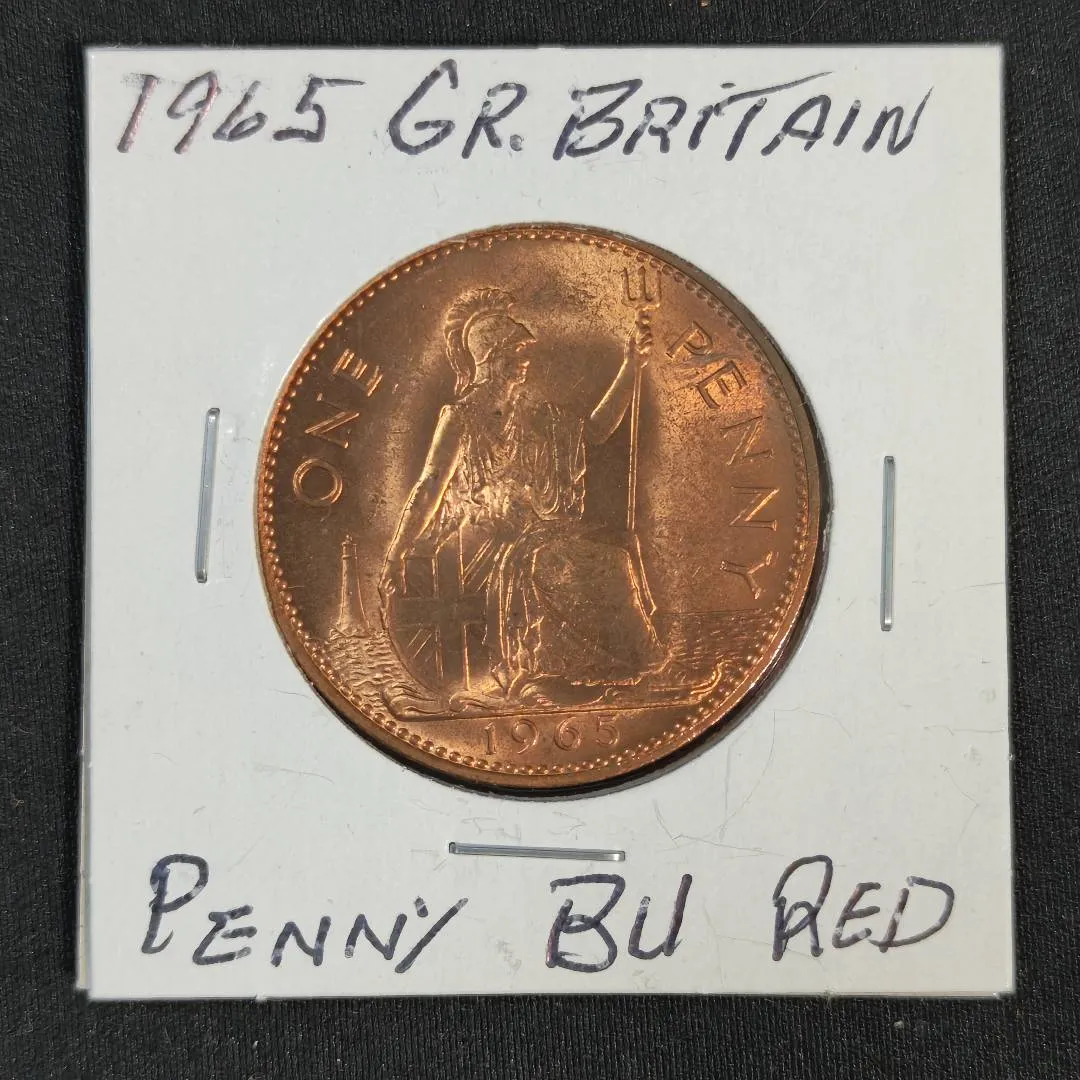 1965 GR. BRITAIN
ONE PENNY
1965
PENNY BU RED